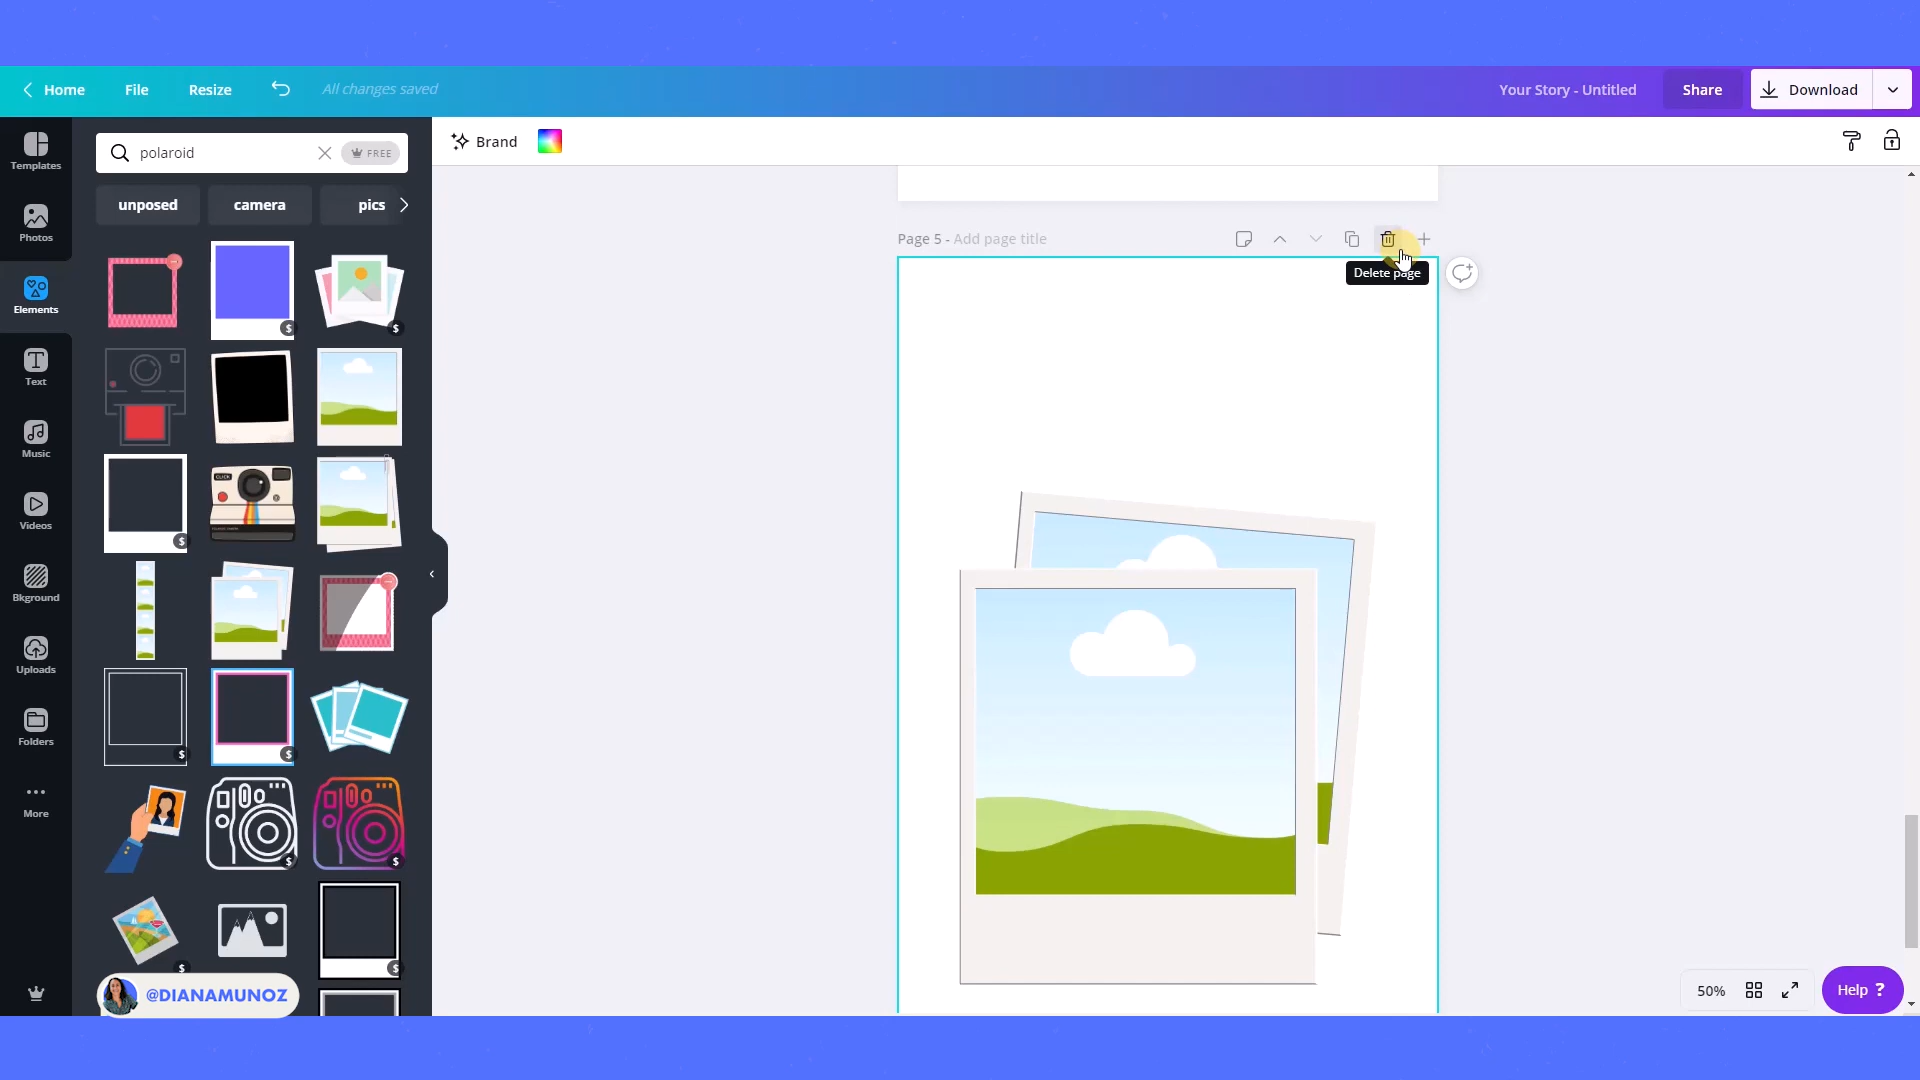 Home
File
Resize
All changes saved
Your Story - Untitled
Share
Download
Templates
Photos
Elements
Text
Music
Videos
Bkground
Uploads
Folders
More
polaroid
FREE
unposed
camera
pics
Brand
Page 5 - Add page title
Delete page
CLICK
@DIANAMUNOZ
50%
Help ?